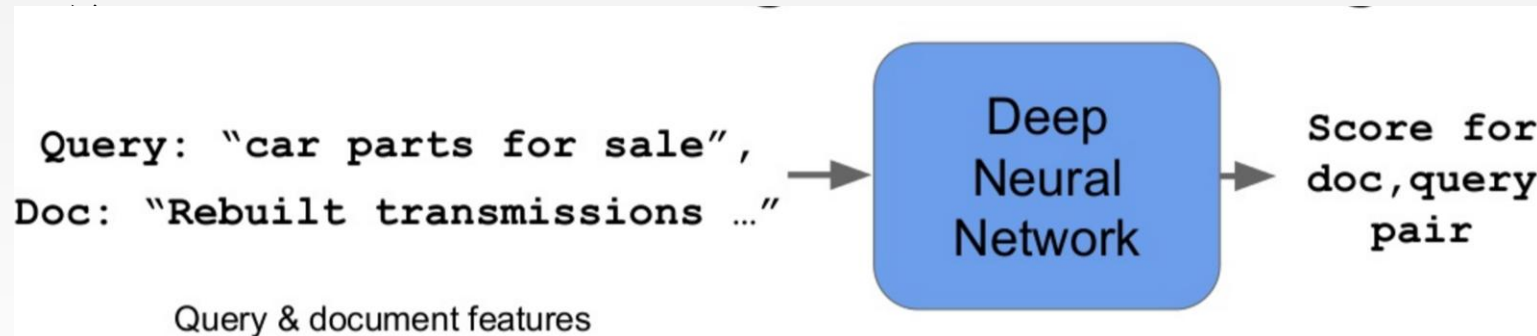 Query: “car parts for sale”,
Doc: “Rebuilt transmissions …”
Query & document features
Deep
Neural
Network
Score for
doc,query
pair